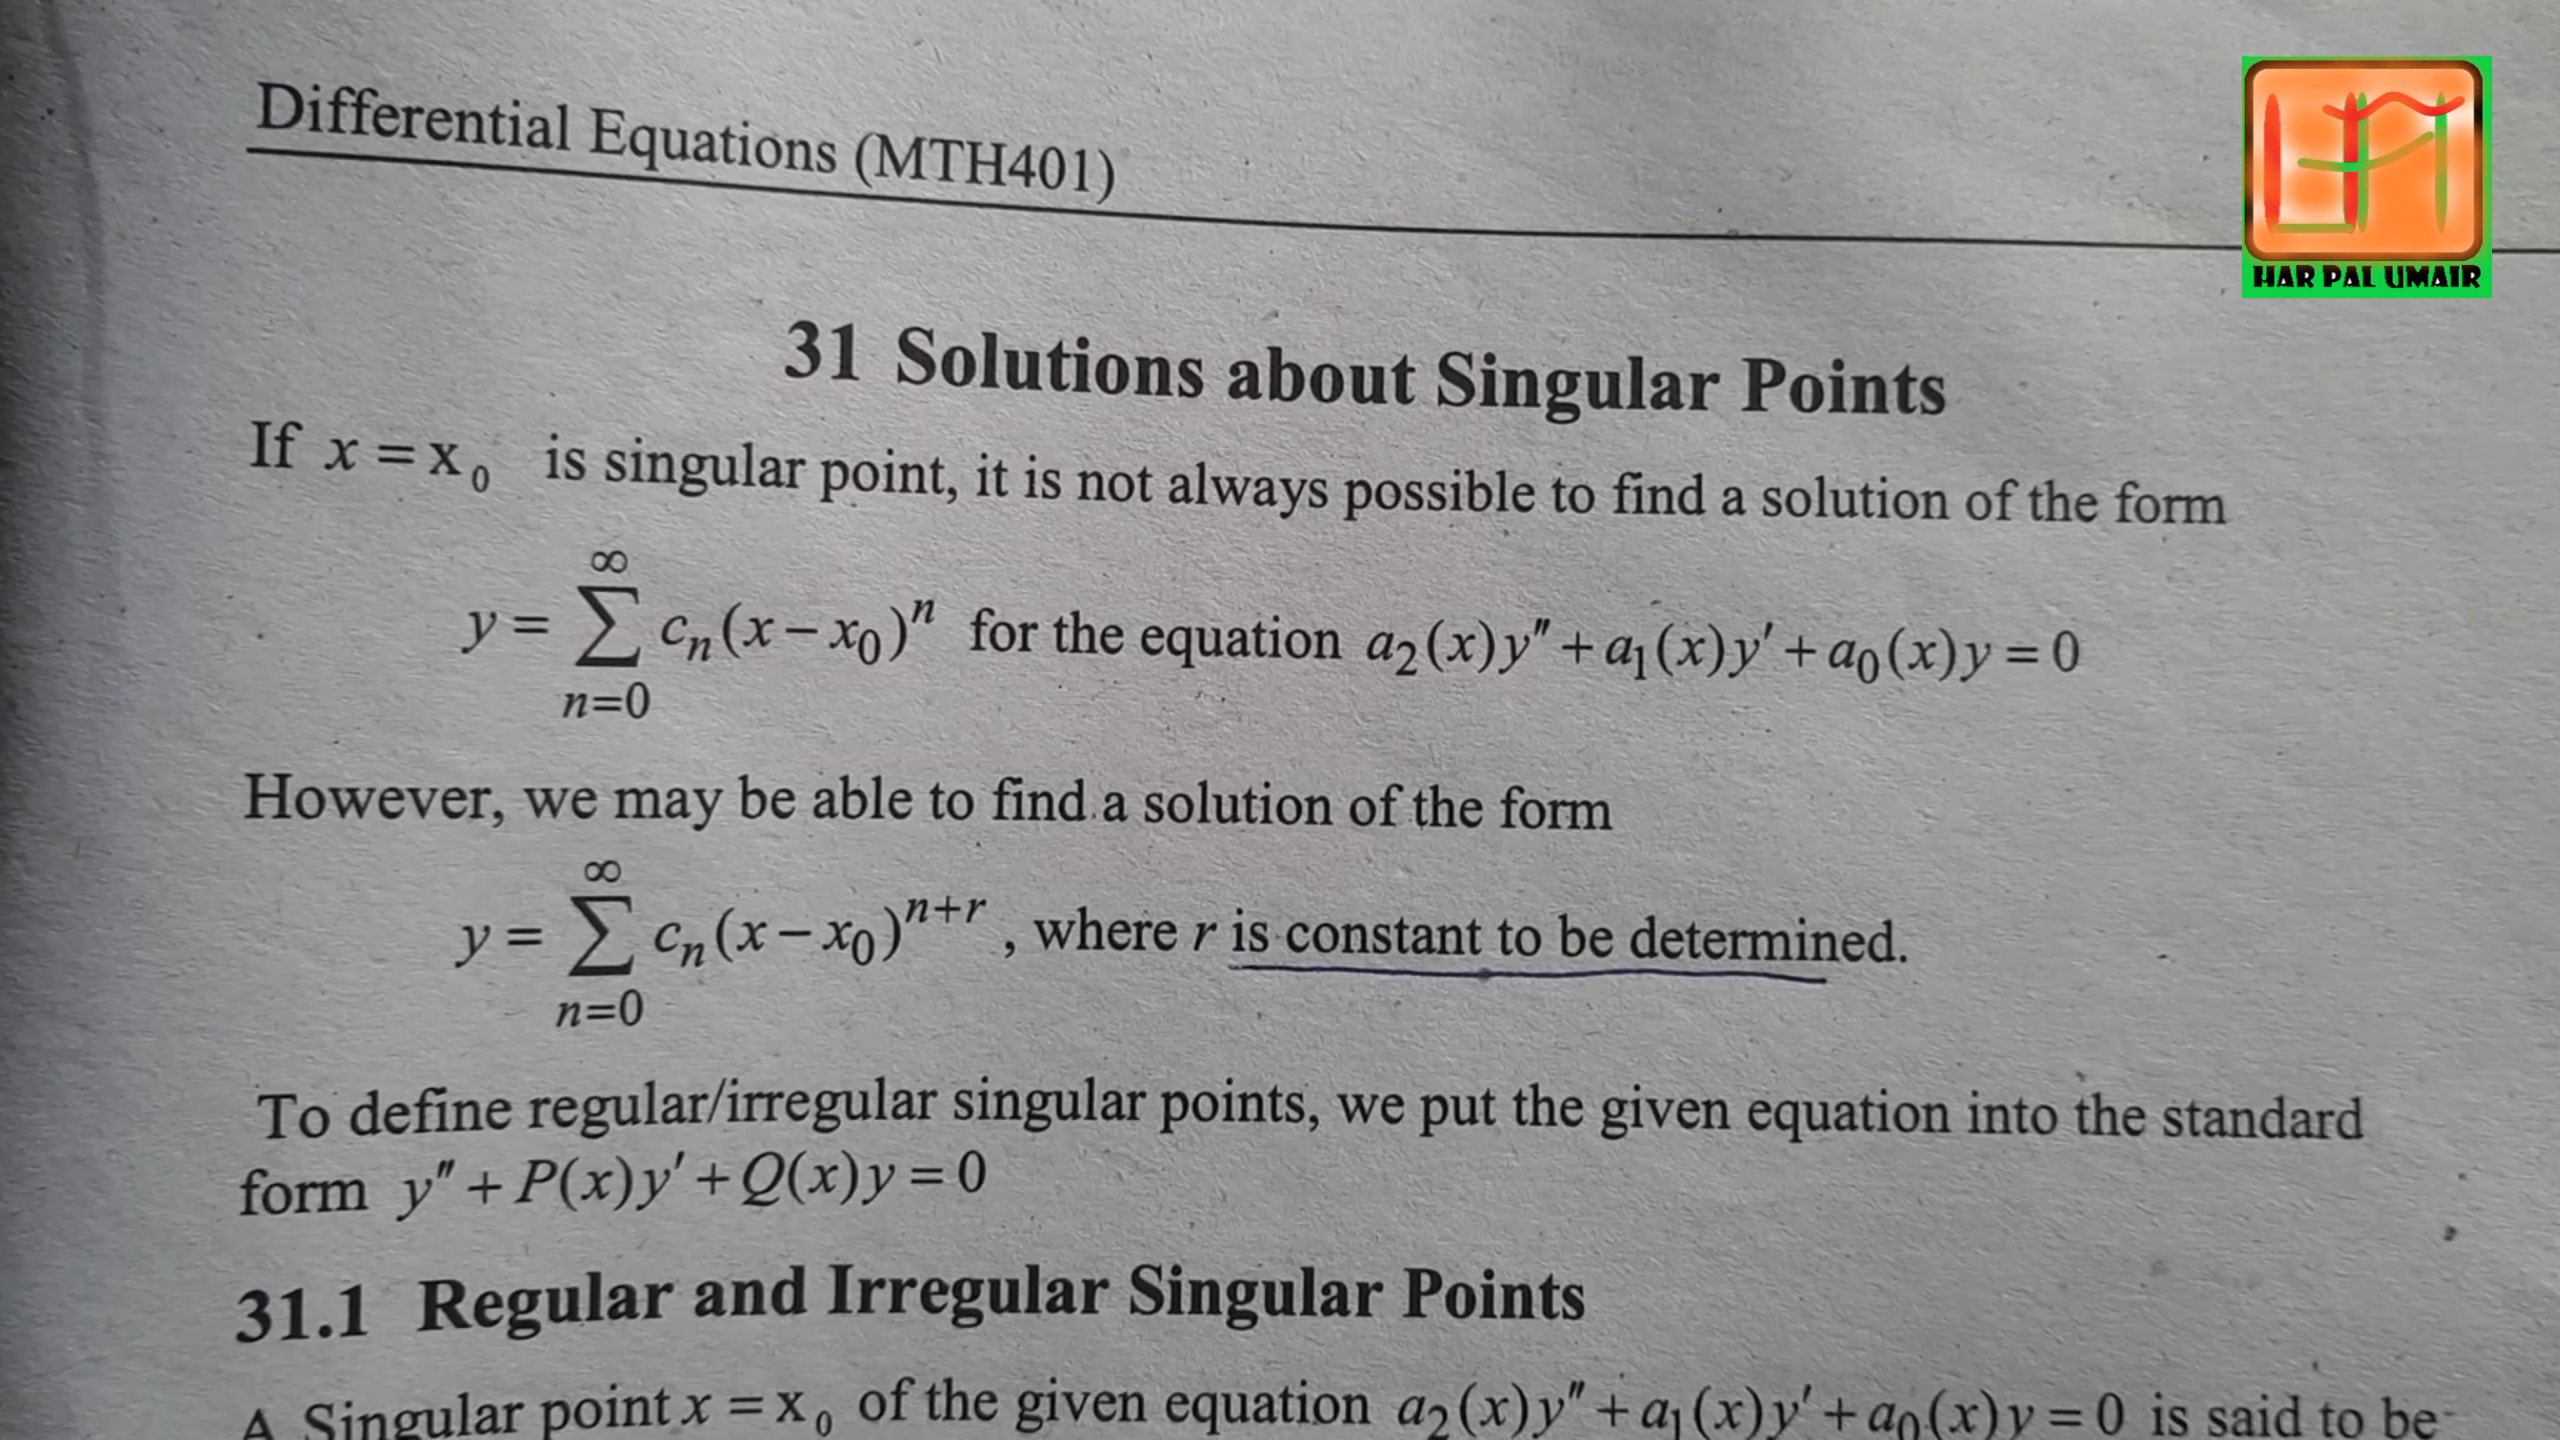 Differential Equations (MTH401)
HAR PAL UMAIR
31 Solutions about Singular Points
If x = x₀ is singular point, it is not always possible to find a solution of the form
y = ∑_{n=0}^{∞} cₙ(x − x₀)ⁿ for the equation a₂(x)y″ + a₁(x)y′ + a₀(x)y = 0
However, we may be able to find a solution of the form
y = ∑_{n=0}^{∞} cₙ(x − x₀)ⁿ⁺ʳ , where r is constant to be determined.
To define regular/irregular singular points, we put the given equation into the standard
form y″ + P(x)y′ + Q(x)y = 0
31.1 Regular and Irregular Singular Points
A Singular point x = x₀ of the given equation a₂(x)y″ + a₁(x)y′ + a₀(x)y = 0 is said to be